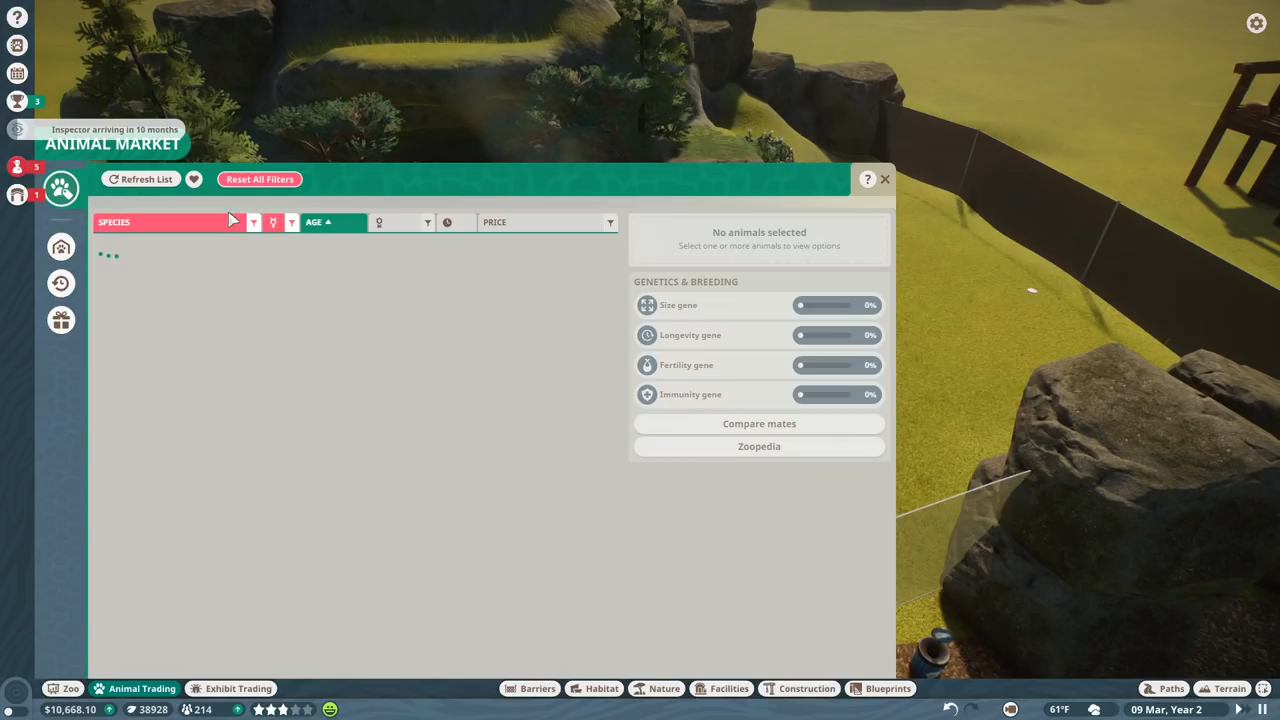 ?
3
Inspector arriving in 10 months
ANIMAL MARKET
5
1
Refresh List
Reset All Filters
?
SPECIES
AGE
PRICE
No animals selected
Select one or more animals to view options
GENETICS & BREEDING
Size gene
0%
Longevity gene
0%
Fertility gene
0%
Immunity gene
0%
Compare mates
Zoopedia
Zoo
Animal Trading
Exhibit Trading
Barriers
Habitat
Nature
Facilities
Construction
Blueprints
Paths
Terrain
$10,668.10
38928
214
61°F
09 Mar, Year 2